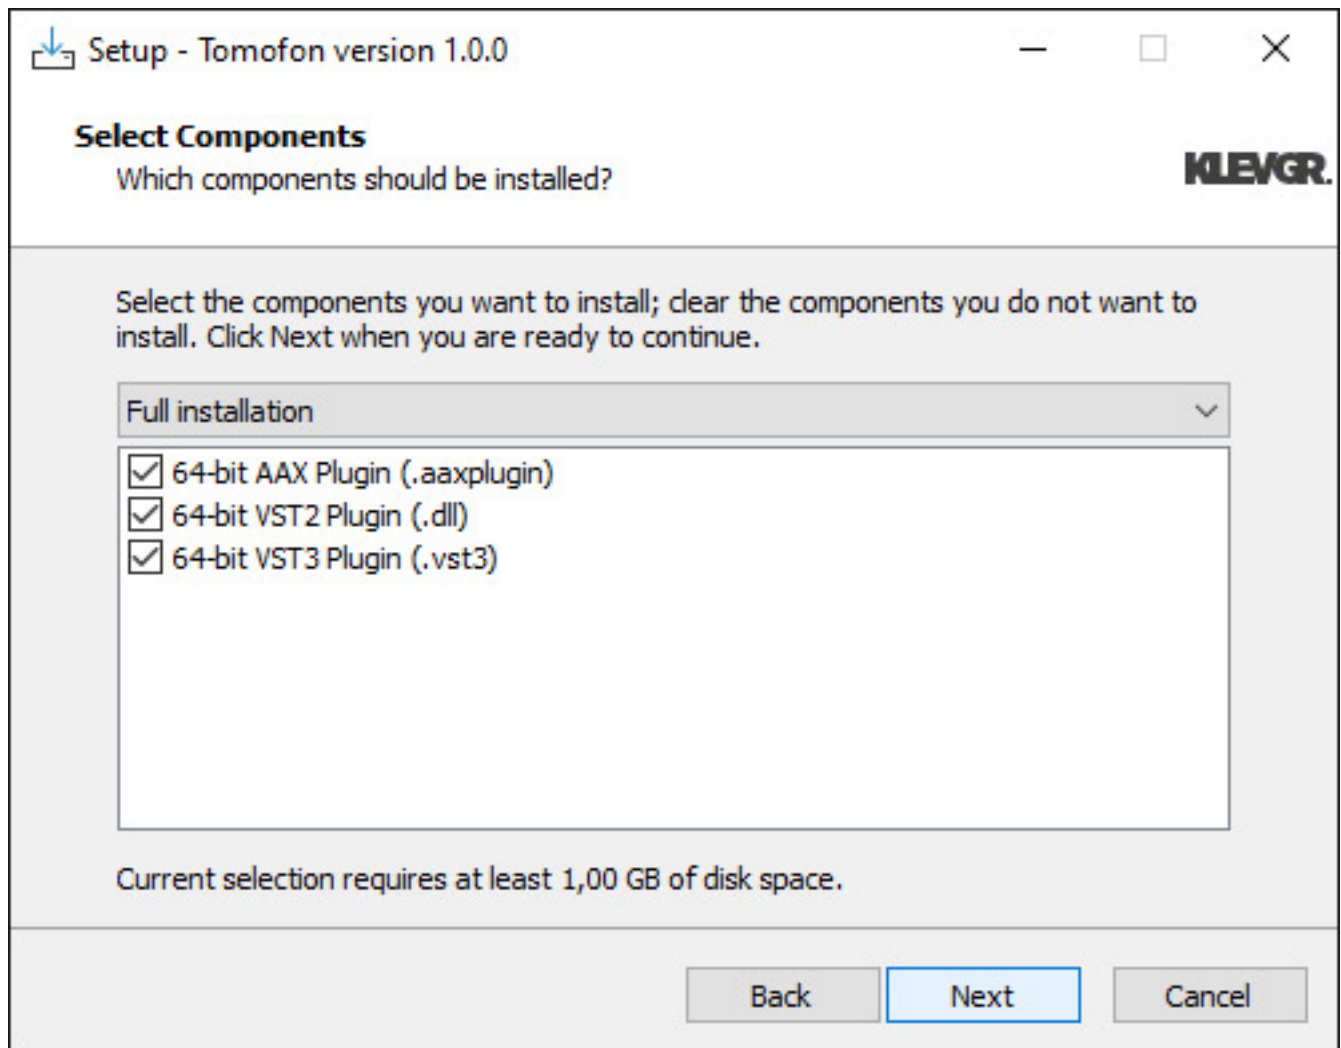 Setup - Tomofon version 1.0.0
Select Components
Which components should be installed?
KLEVGR.
Select the components you want to install; clear the components you do not want to
install. Click Next when you are ready to continue.
Full installation
64-bit AAX Plugin (.aaxplugin)
64-bit VST2 Plugin (.dll)
64-bit VST3 Plugin (.vst3)
Current selection requires at least 1,00 GB of disk space.
Back
Next
Cancel